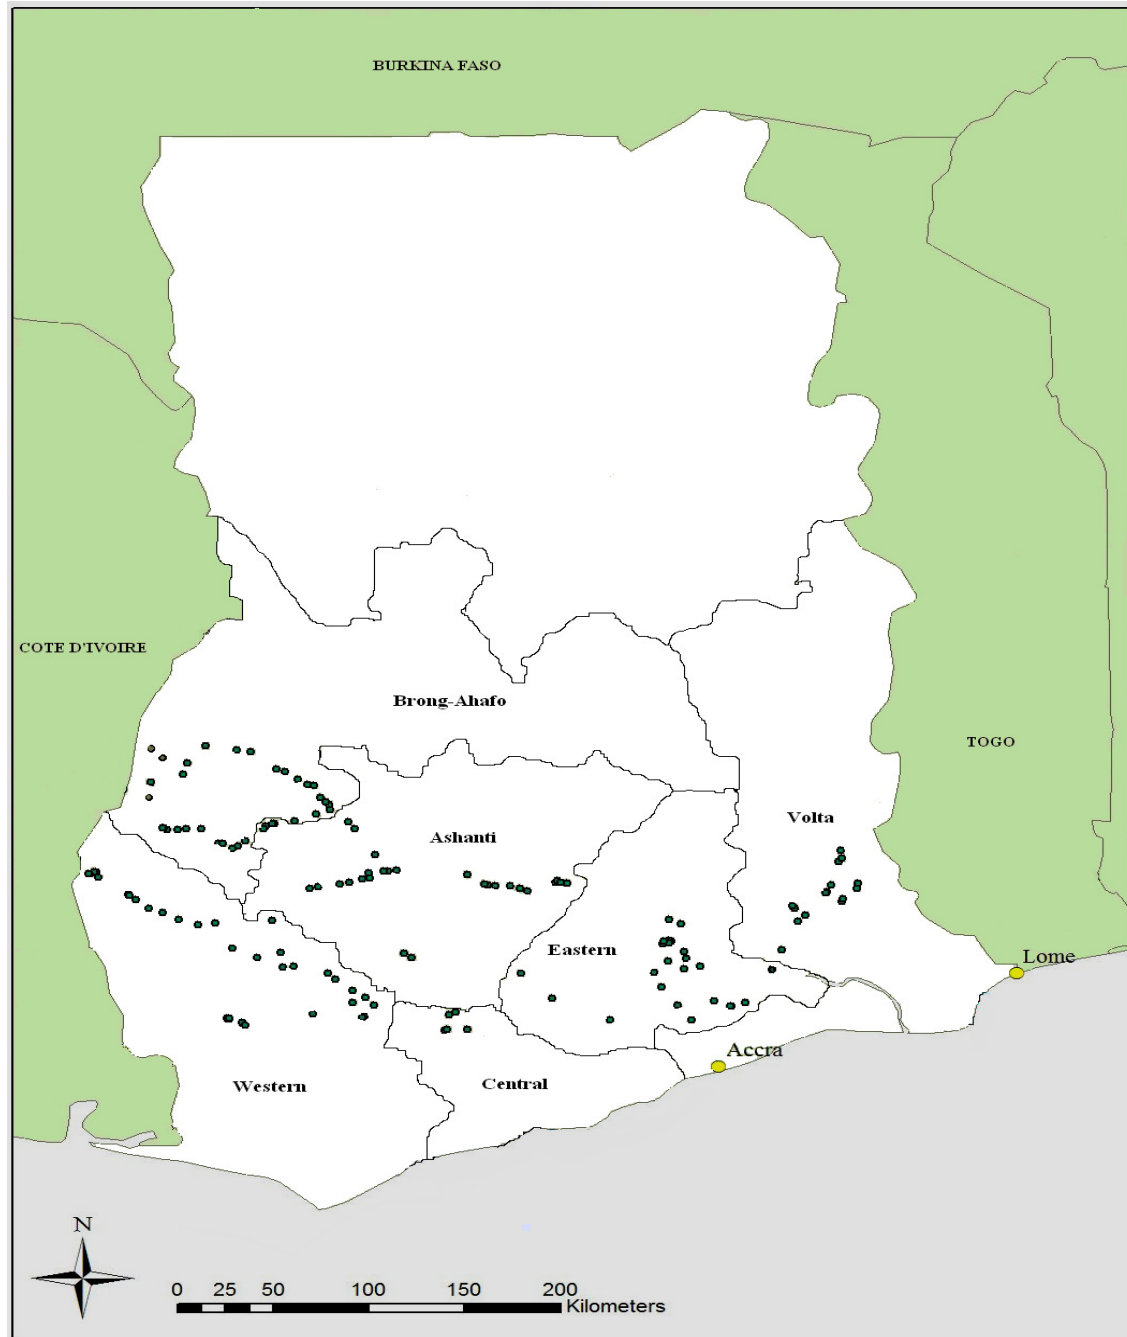 BURKINA FASO
COTE D'IVOIRE
Brong-Ahafo
TOGO
Volta
Ashanti
Eastern
Lome
Accra
Western
Central
N
0 25 50 100 150 200
Kilometers